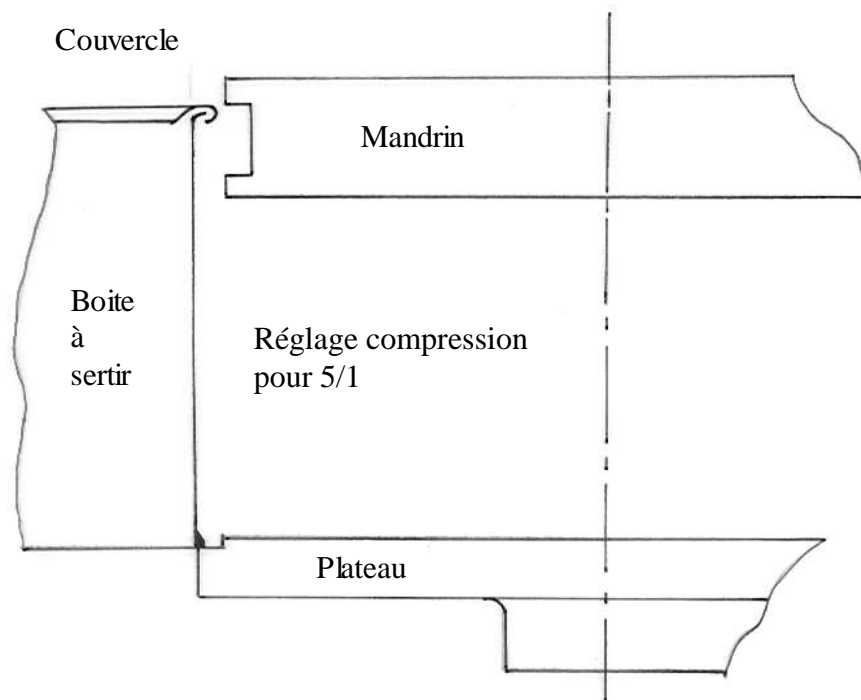 Couvercle
Mandrin
Boite
à
sertir
Réglage compression
pour 5/1
Plateau